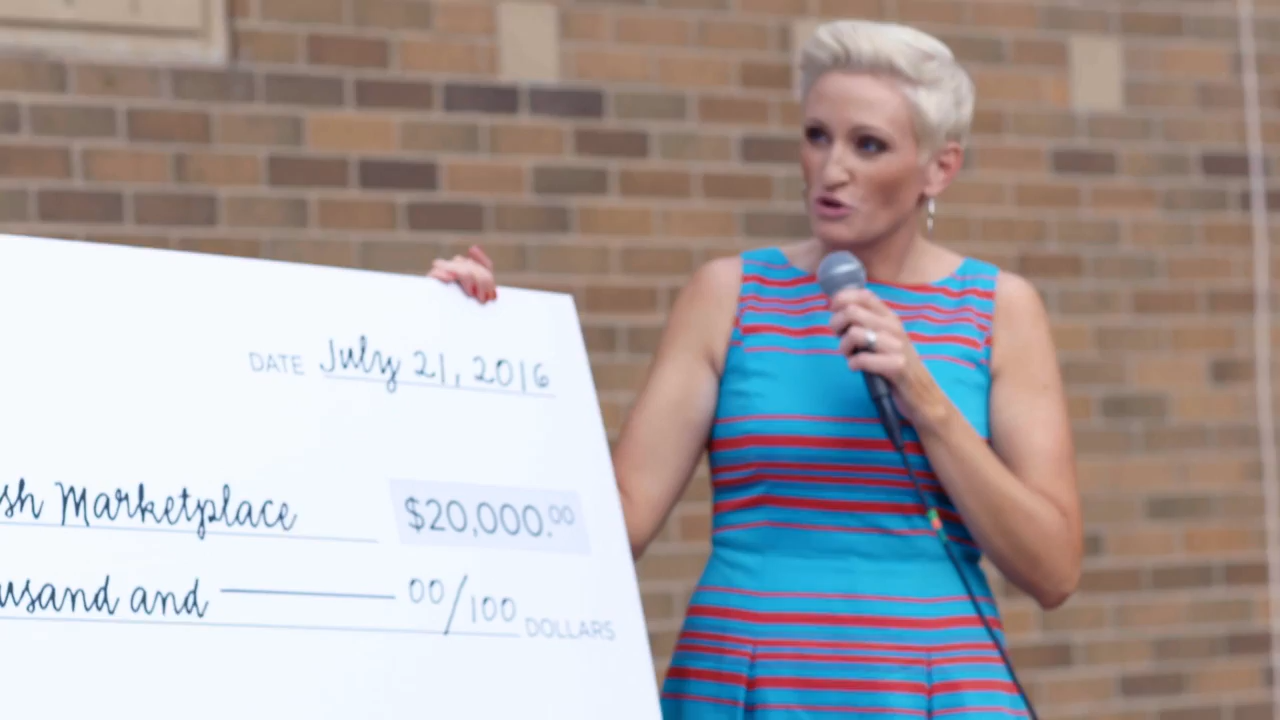 DATE July 21, 2016
sh Marketplace $20,000.00
usand and 00/100 DOLLARS